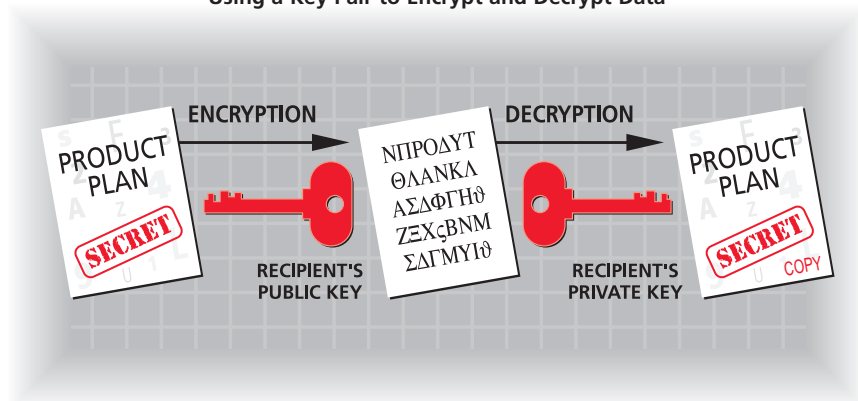 Using a Key Pair to Encrypt and Decrypt Data
ENCRYPTION
DECRYPTION
PRODUCT
PLAN
SECRET
ΝΠΡΟΔΥΤ
ΘΛΑΝΚΛ
ΑΣΔΦΓΗϑ
ΖΞΧςΒΝΜ
ΣΔΓΜΥΙϑ
PRODUCT
PLAN
SECRET
COPY
RECIPIENT'S
PUBLIC KEY
RECIPIENT'S
PRIVATE KEY